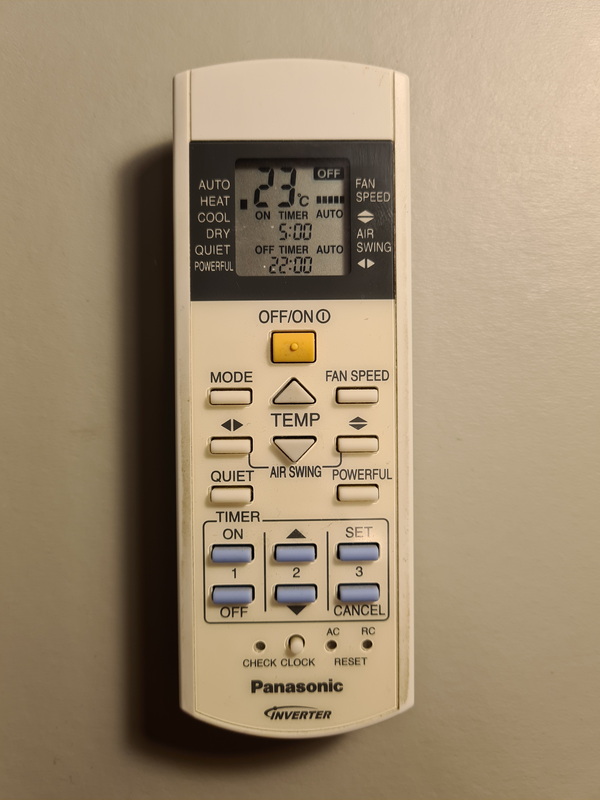 OFF
23°C
AUTO
HEAT
COOL
DRY
QUIET
POWERFUL
ON TIMER AUTO
5:00
OFF TIMER AUTO
22:00
FAN
SPEED
AIR
SWING
OFF/ON
MODE
FAN SPEED
TEMP
AIR SWING
QUIET
POWERFUL
TIMER
ON
SET
1
2
3
OFF
CANCEL
AC
RC
CHECK CLOCK
RESET
Panasonic
INVERTER